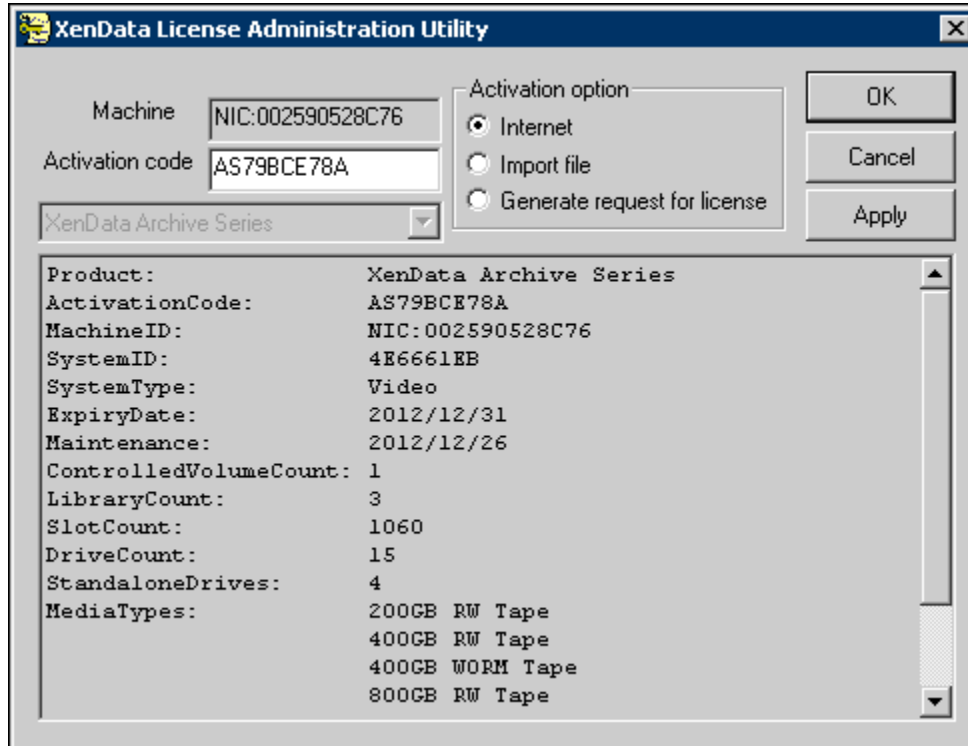 XenData License Administration Utility
Machine
NIC:002590528C76
Activation code
AS79BCE78A
XenData Archive Series
Activation option
Internet
Import file
Generate request for license
OK
Cancel
Apply
Product: XenData Archive Series
ActivationCode: AS79BCE78A
MachineID: NIC:002590528C76
SystemID: 4E6661EB
SystemType: Video
ExpiryDate: 2012/12/31
Maintenance: 2012/12/26
ControlledVolumeCount: 1
LibraryCount: 3
SlotCount: 1060
DriveCount: 15
StandaloneDrives: 4
MediaTypes: 200GB RW Tape
400GB RW Tape
400GB WORM Tape
800GB RW Tape